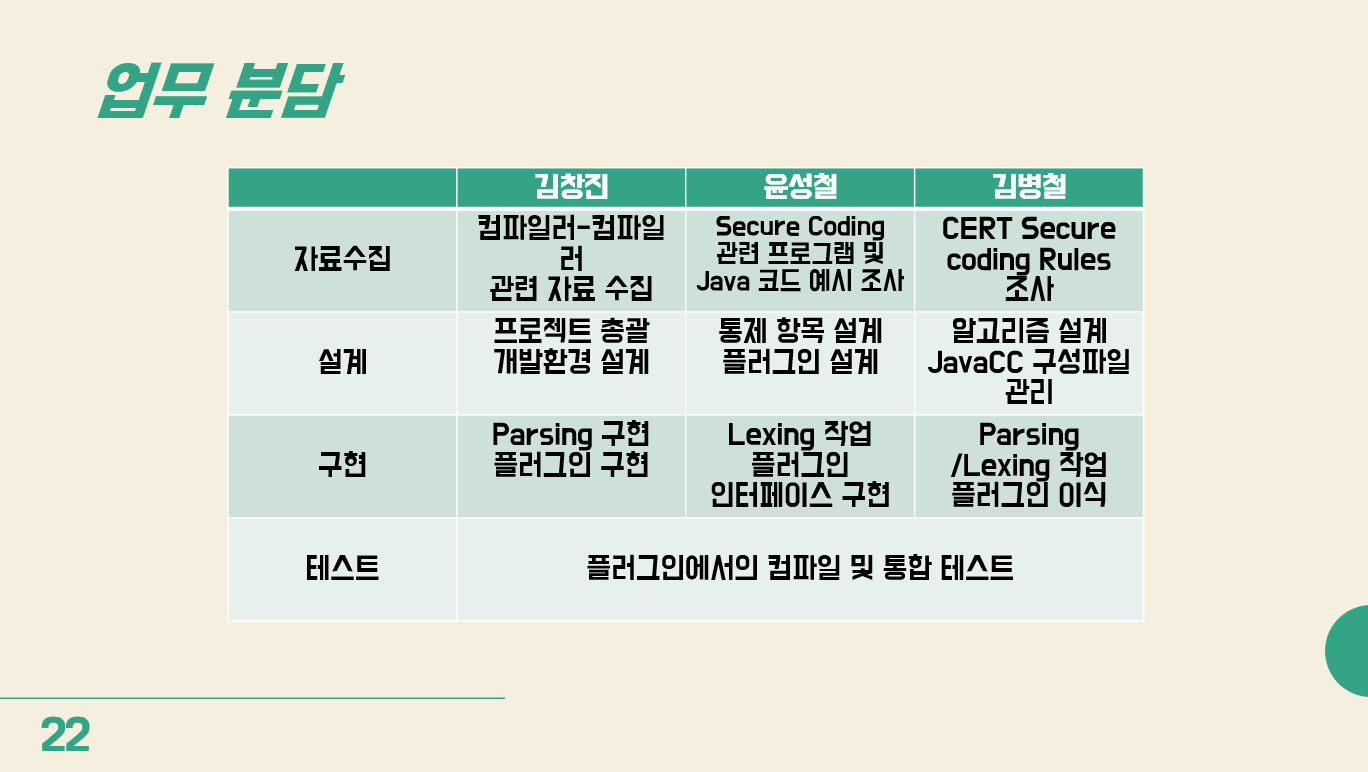 업무 분담
김창진 윤성철 김병철
자료수집
컴파일러-컴파일
러
관련 자료 수집
Secure Coding
관련 프로그램 및
Java 코드 예시 조사
CERT Secure
coding Rules
조사
설계
프로젝트 총괄
개발환경 설계
통제 항목 설계
플러그인 설계
알고리즘 설계
JavaCC 구성파일
관리
구현
Parsing 구현
플러그인 구현
Lexing 작업
플러그인
인터페이스 구현
Parsing
/Lexing 작업
플러그인 이식
테스트
플러그인에서의 컴파일 및 통합 테스트
22